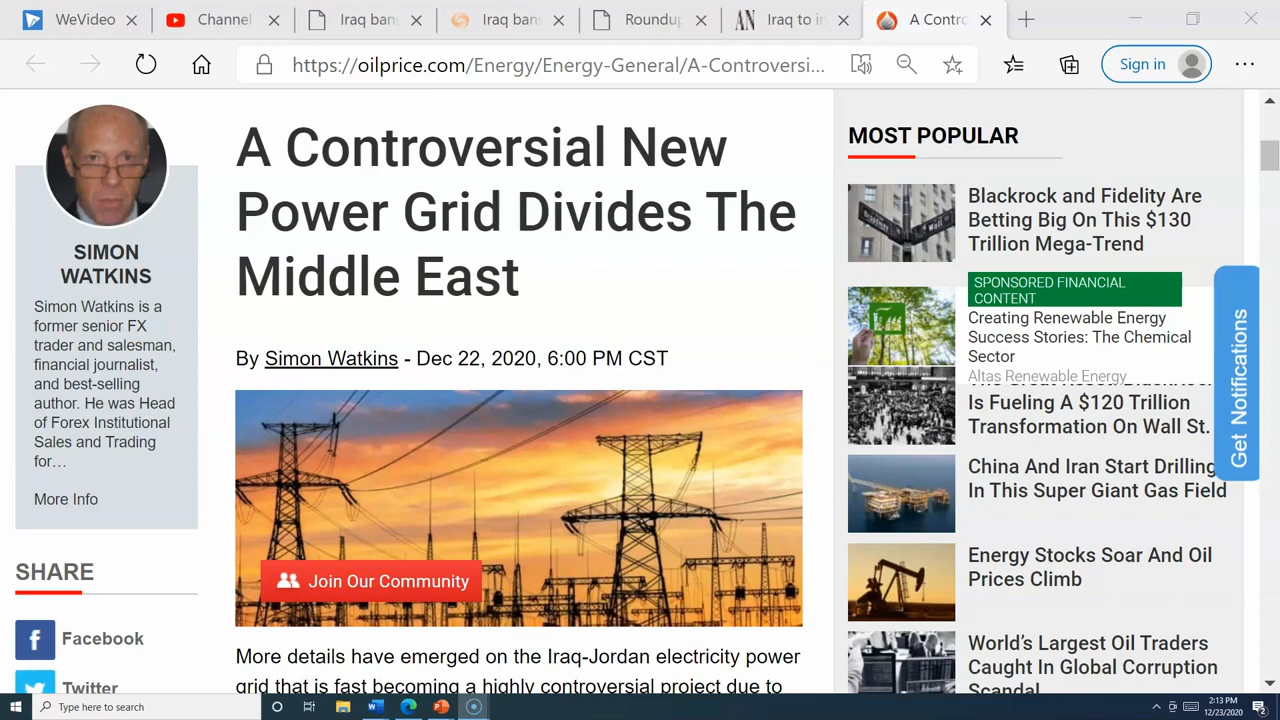 WeVideo
Channel
Iraq ban
Iraq ban
Roundup
Iraq to in
A Contro
https://oilprice.com/Energy/Energy-General/A-Controversi...
Sign in
SIMON
WATKINS
Simon Watkins is a
former senior FX
trader and salesman,
financial journalist,
and best-selling
author. He was Head
of Forex Institutional
Sales and Trading
for…
More Info
SHARE
Facebook
Twitter
A Controversial New
Power Grid Divides The
Middle East
By Simon Watkins - Dec 22, 2020, 6:00 PM CST
Join Our Community
More details have emerged on the Iraq-Jordan electricity power
grid that is fast becoming a highly controversial project due to
MOST POPULAR
Blackrock and Fidelity Are
Betting Big On This $130
Trillion Mega-Trend
SPONSORED FINANCIAL
CONTENT
Creating Renewable Energy
Success Stories: The Chemical
Sector
Altas Renewable Energy
Is Fueling A $120 Trillion
Transformation On Wall St.
China And Iran Start Drilling
In This Super Giant Gas Field
Energy Stocks Soar And Oil
Prices Climb
World's Largest Oil Traders
Caught In Global Corruption
Scandal
Get Notifications
Type here to search
2:13 PM
12/23/2020